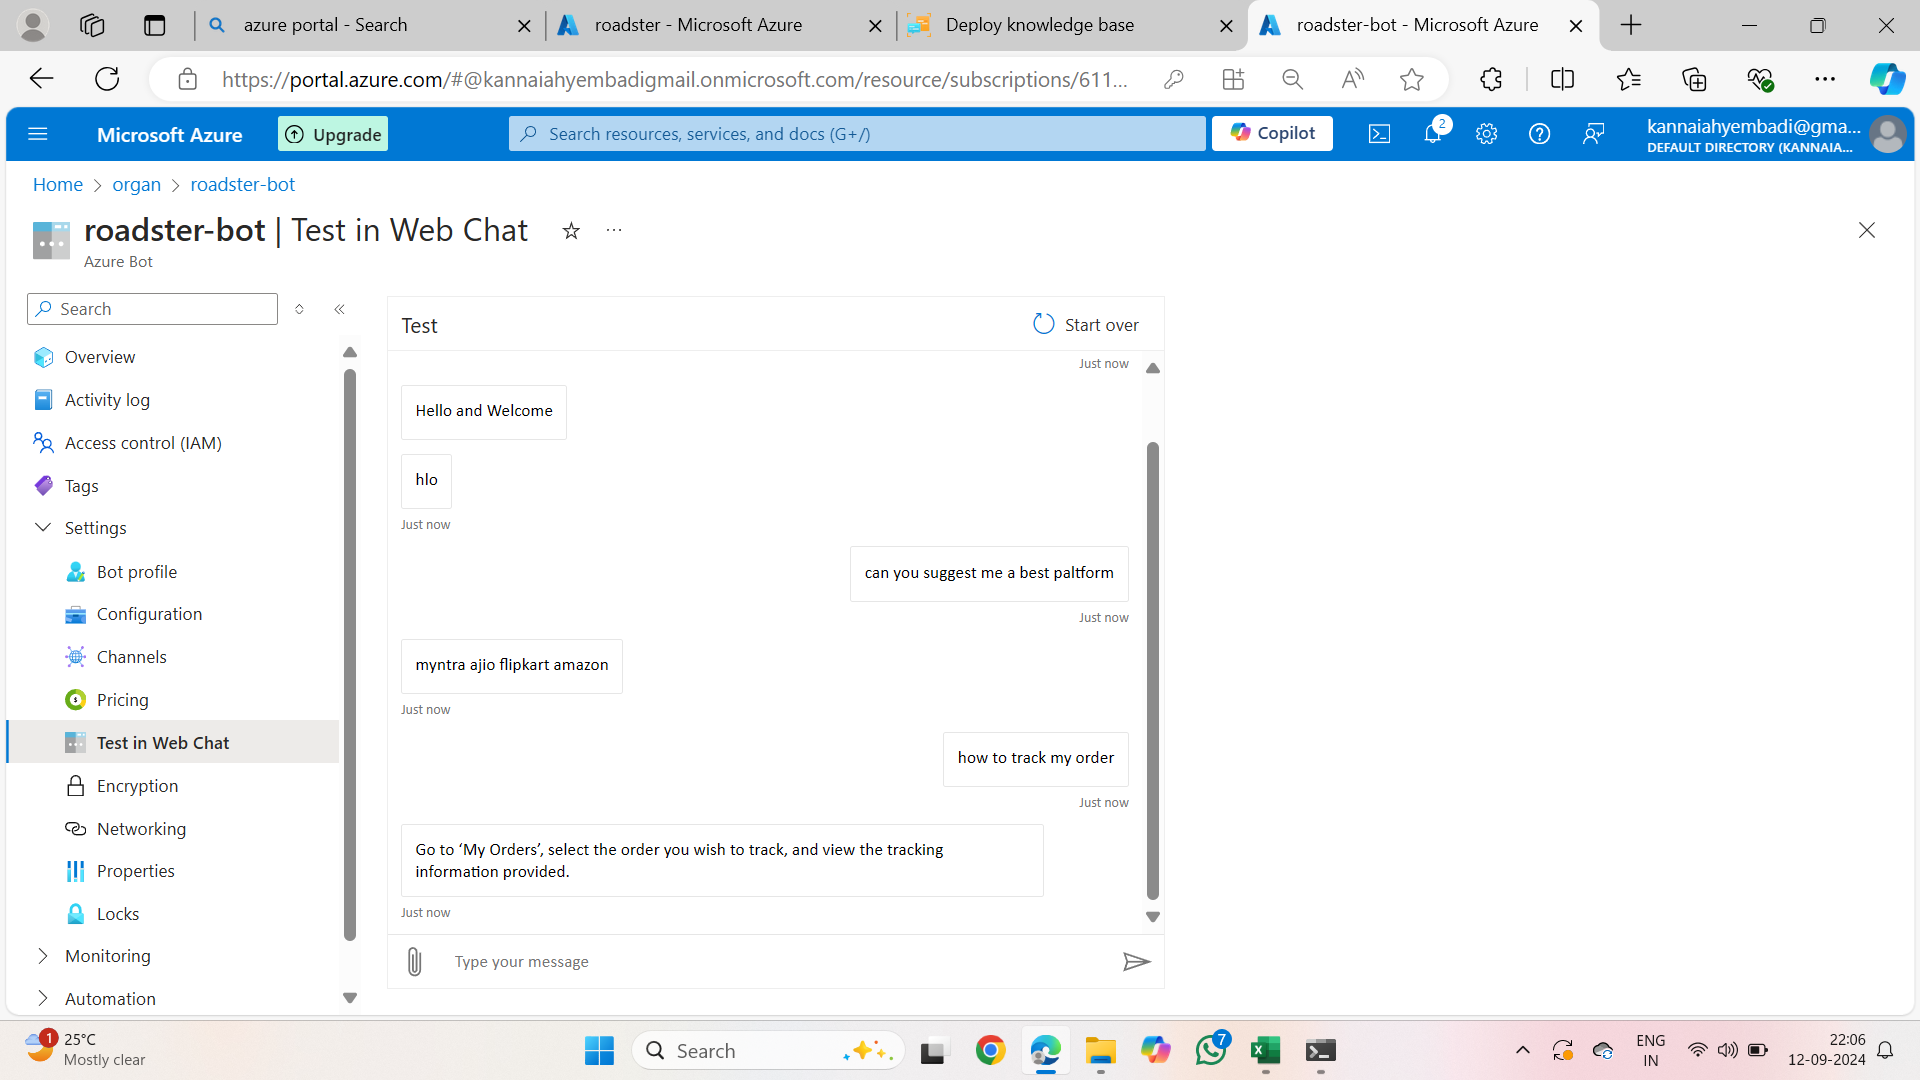 azure portal - Search
roadster - Microsoft Azure
Deploy knowledge base
roadster-bot - Microsoft Azure
https://portal.azure.com/#@kannaiahyembadigmail.onmicrosoft.com/resource/subscriptions/611...
Microsoft Azure
Upgrade
Search resources, services, and docs (G+/)
Copilot
2
kannaiahyembadi@gma...
DEFAULT DIRECTORY (KANNAIA...
Home > organ > roadster-bot
roadster-bot | Test in Web Chat
Azure Bot
Search
Overview
Activity log
Access control (IAM)
Tags
Settings
Bot profile
Configuration
Channels
Pricing
Test in Web Chat
Encryption
Networking
Properties
Locks
Monitoring
Automation
Test
Start over
Just now
Hello and Welcome
hlo
Just now
can you suggest me a best paltform
Just now
myntra ajio flipkart amazon
Just now
how to track my order
Just now
Go to ‘My Orders’, select the order you wish to track, and view the tracking
information provided.
Just now
Type your message
1
25°C
Mostly clear
Search
7
ENG
IN
22:06
12-09-2024